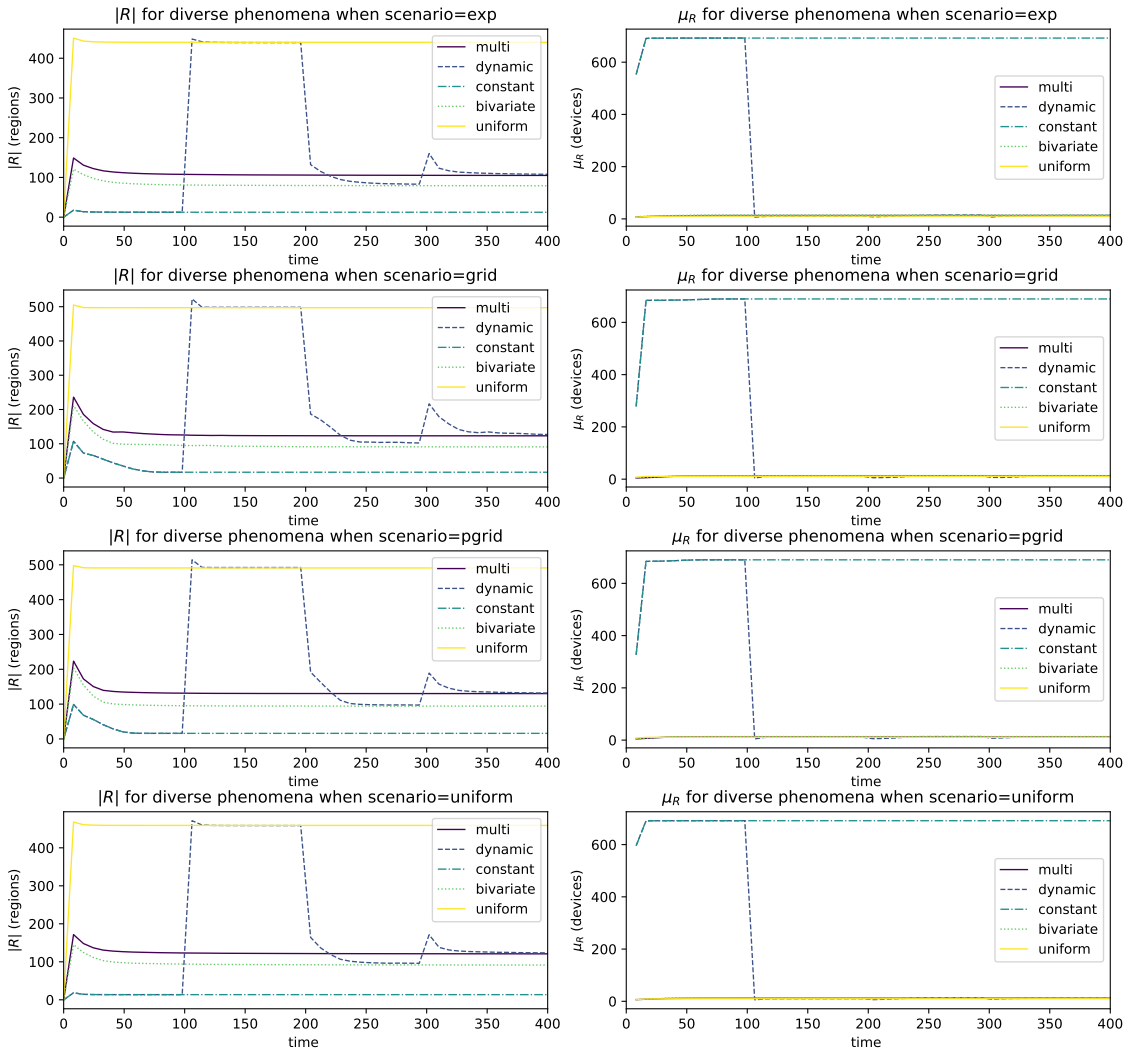 |R| for diverse phenomena when scenario=exp
|R| (regions)
400
300
200
100
0
multi
dynamic
constant
bivariate
uniform
0 50 100 150 200 250 300 350 400
time
μR for diverse phenomena when scenario=exp
μR (devices)
600
400
200
0
multi
dynamic
constant
bivariate
uniform
0 50 100 150 200 250 300 350 400
time
|R| for diverse phenomena when scenario=grid
|R| (regions)
500
400
300
200
100
0
multi
dynamic
constant
bivariate
uniform
0 50 100 150 200 250 300 350 400
time
μR for diverse phenomena when scenario=grid
μR (devices)
600
400
200
0
multi
dynamic
constant
bivariate
uniform
0 50 100 150 200 250 300 350 400
time
|R| for diverse phenomena when scenario=pgrid
|R| (regions)
500
400
300
200
100
0
multi
dynamic
constant
bivariate
uniform
0 50 100 150 200 250 300 350 400
time
μR for diverse phenomena when scenario=pgrid
μR (devices)
600
400
200
0
multi
dynamic
constant
bivariate
uniform
0 50 100 150 200 250 300 350 400
time
|R| for diverse phenomena when scenario=uniform
|R| (regions)
400
300
200
100
0
multi
dynamic
constant
bivariate
uniform
0 50 100 150 200 250 300 350 400
time
μR for diverse phenomena when scenario=uniform
μR (devices)
600
400
200
0
multi
dynamic
constant
bivariate
uniform
0 50 100 150 200 250 300 350 400
time